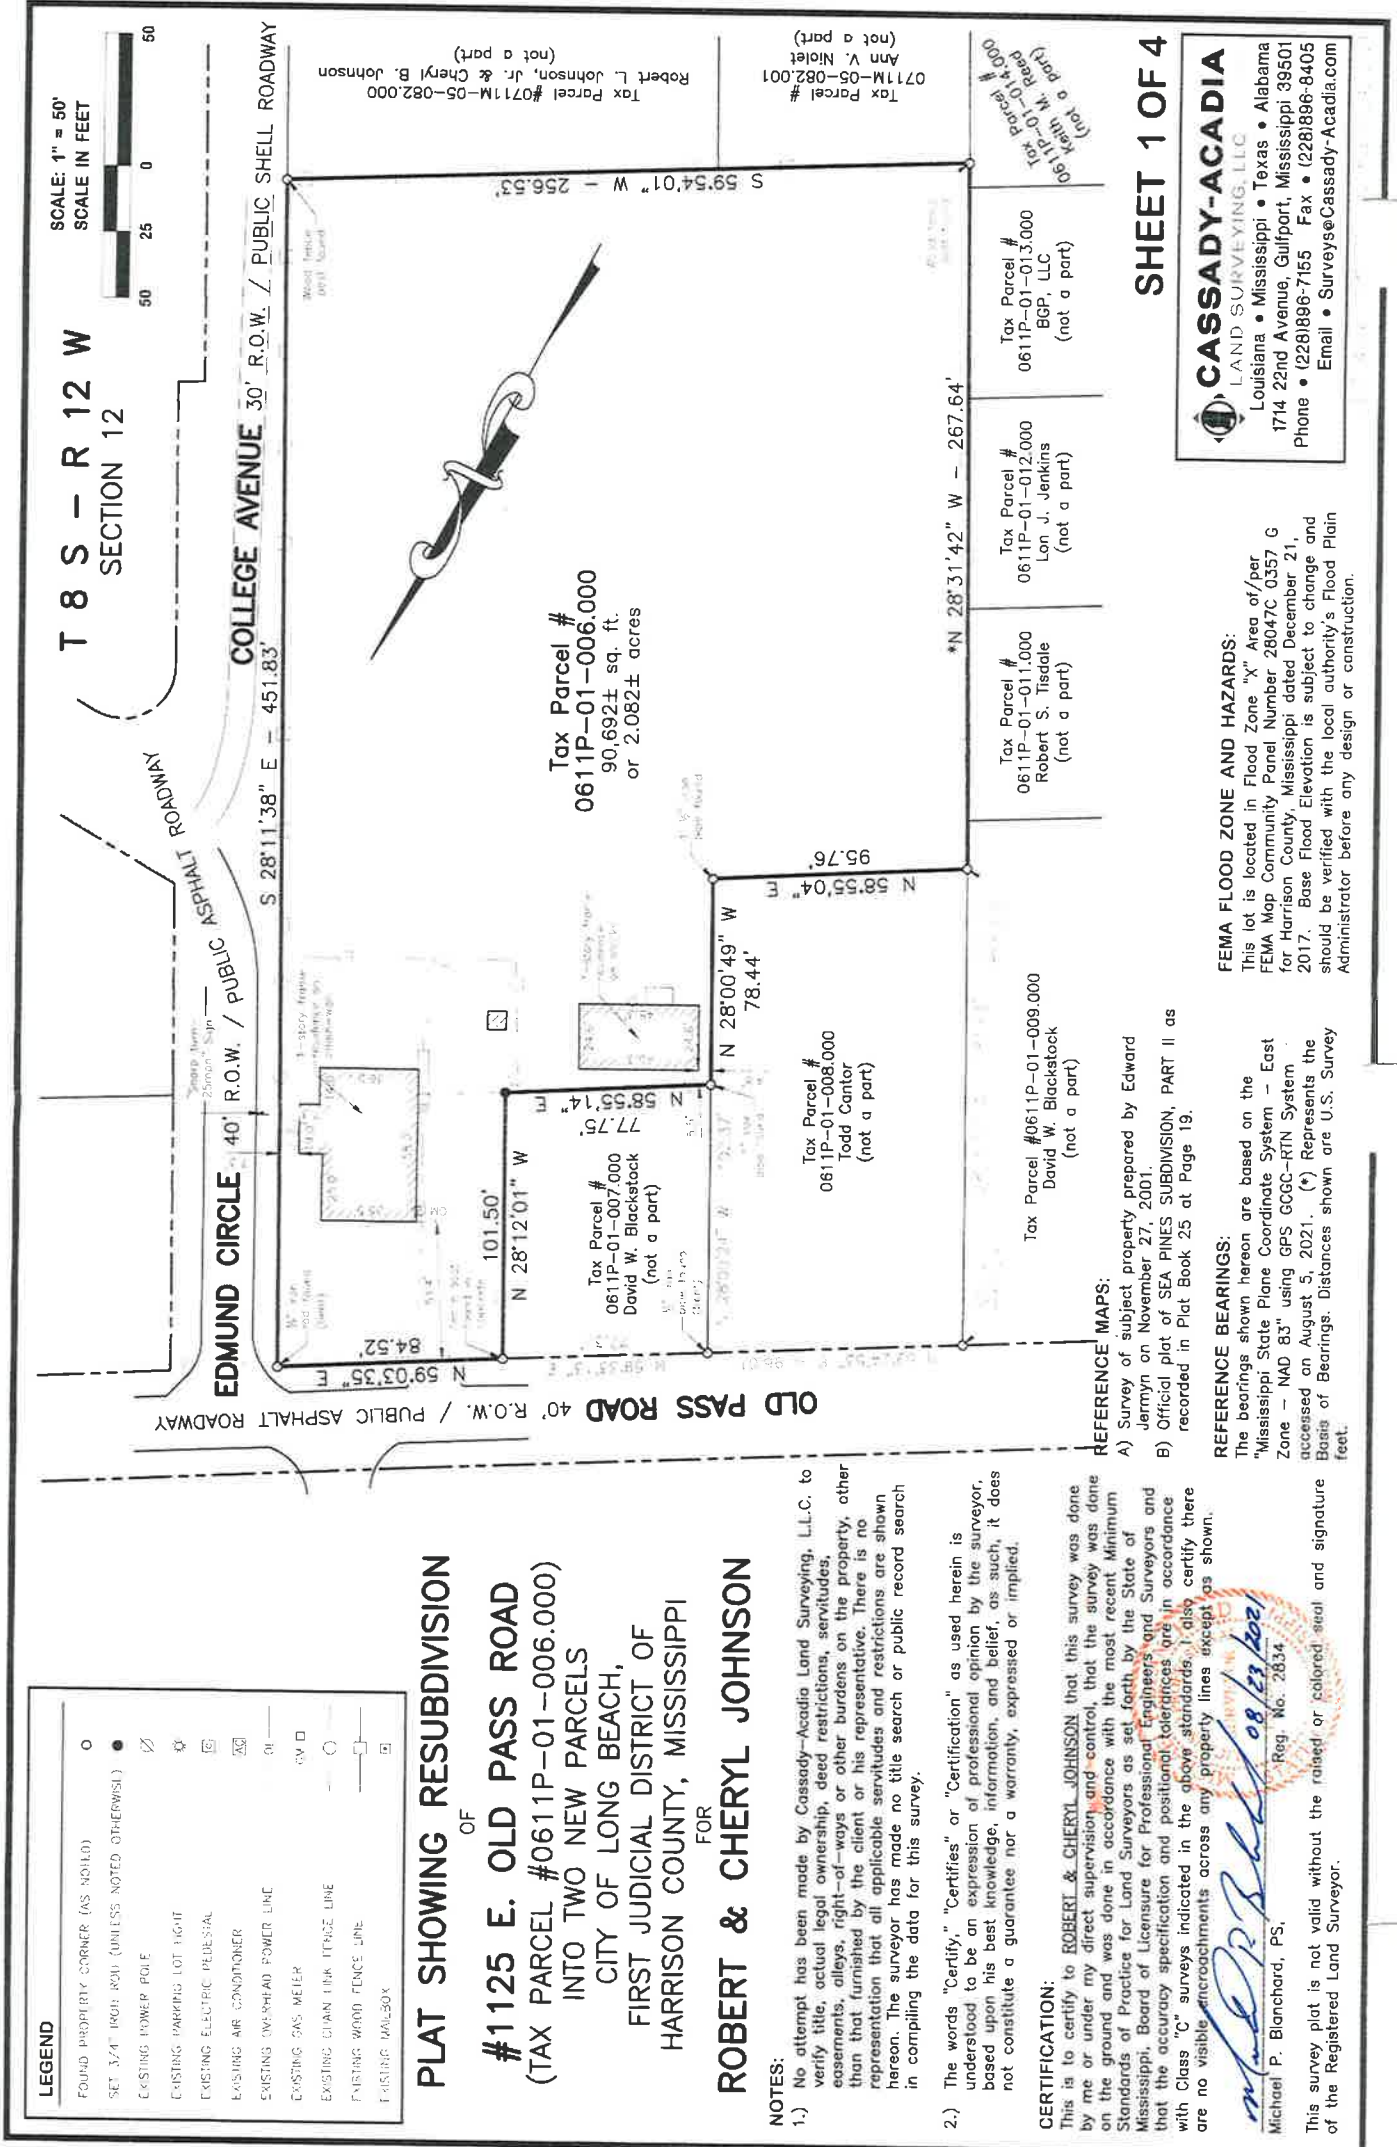 LEGEND
FOUND PROPERTY CORNER (AS NOTED)
SET 3/4" IRON ROD (UNLESS NOTED OTHERWISE)
EXISTING POWER POLE
EXISTING PARKING LOT LIGHT
EXISTING ELECTRIC PEDESTAL
EXISTING AIR CONDITIONER
EXISTING OVERHEAD POWER LINE
EXISTING GAS METER
EXISTING CHAIN LINK FENCE LINE
EXISTING WOOD FENCE LINE
EXISTING MAILBOX
PLAT SHOWING RESUBDIVISION
OF
#1125 E. OLD PASS ROAD
(TAX PARCEL #0611P-01-006.000)
INTO TWO NEW PARCELS
CITY OF LONG BEACH,
FIRST JUDICIAL DISTRICT OF
HARRISON COUNTY, MISSISSIPPI
FOR
ROBERT & CHERYL JOHNSON
NOTES:
1.) No attempt has been made by Cassady-Acadia Land Surveying, L.L.C. to
verify title, actual legal ownership, deed restrictions, servitudes,
easements, alleys, right-of-ways or other burdens on the property, other
than that furnished by the client or his representative. There is no
representation that all applicable servitudes and restrictions are shown
hereon. The surveyor has made no title search or public record search
in compiling the data for this survey.
2.) The words "Certify," "Certifies" or "Certification" as used herein is
understood to be an expression of professional opinion by the surveyor,
based upon his best knowledge, information, and belief, as such, it does
not constitute a guarantee nor a warranty, expressed or implied.
CERTIFICATION:
This is to certify to ROBERT & CHERYL JOHNSON that this survey was done
by me or under my direct supervision and control, that the survey was done
on the ground and was done in accordance with the most recent Minimum
Standards of Practice for Land Surveyors as set forth by the State of
Mississippi, Board of Licensure for Professional Engineers and Surveyors and
that the accuracy specification and positional tolerances are in accordance
with Class "C" surveys indicated in the above standards. I also certify there
are no visible encroachments across any property lines except as shown.
08/23/2021
Michael P. Blanchard, PS, Reg. No. 2834
This survey plat is not valid without the raised or colored seal and signature
of the Registered Land Surveyor.
T 8 S - R 12 W
SECTION 12
SCALE: 1" = 50'
SCALE IN FEET
50 25 0 50
EDMUND CIRCLE 40' R.O.W. / PUBLIC ASPHALT ROADWAY
COLLEGE AVENUE 30' R.O.W. / PUBLIC SHELL ROADWAY
OLD PASS ROAD 40' R.O.W. / PUBLIC ASPHALT ROADWAY
S 28°11'38" E - 451.83'
S 59°54'01" W - 256.53'
*N 28°31'42" W - 267.64'
N 58°55'04" E
95.76'
N 28°00'49" W
78.44'
N 58°55'14" E
77.75'
101.50'
N 28°12'01" W
N 59°03'35" E
84.52'
Wood fence
post found
Tax Parcel #
0611P-01-006.000
90,692± sq. ft.
or 2.082± acres
Tax Parcel #0711M-05-082.000
Robert L. Johnson, Jr. & Cheryl B. Johnson
(not a part)
Tax Parcel #
0711M-05-082.001
Ann V. Niolet
(not a part)
Tax Parcel #
0611P-01-014.000
Keith M. Reed
(not a part)
Tax Parcel #
0611P-01-013.000
BGP, LLC
(not a part)
Tax Parcel #
0611P-01-012.000
Lon J. Jenkins
(not a part)
Tax Parcel #
0611P-01-011.000
Robert S. Tisdale
(not a part)
Tax Parcel #
0611P-01-007.000
David W. Blackstock
(not a part)
Tax Parcel #
0611P-01-008.000
Todd Cantor
(not a part)
Tax Parcel #0611P-01-009.000
David W. Blackstock
(not a part)
REFERENCE MAPS:
A) Survey of subject property prepared by Edward
Jermyn on November 27, 2001.
B) Official plat of SEA PINES SUBDIVISION, PART II as
recorded in Plat Book 25 at Page 19.
REFERENCE BEARINGS:
The bearings shown hereon are based on the
"Mississippi State Plane Coordinate System - East
Zone - NAD 83" using GPS GCGC-RTN System
accessed on August 5, 2021. (*) Represents the
Basis of Bearings. Distances shown are U.S. Survey
feet.
FEMA FLOOD ZONE AND HAZARDS:
This lot is located in Flood Zone "X" Area of/per
FEMA Map Community Panel Number 28047C 0357 G
for Harrison County, Mississippi dated December 21,
2017. Base Flood Elevation is subject to change and
should be verified with the local authority's Flood Plain
Administrator before any design or construction.
SHEET 1 OF 4
CASSADY-ACADIA
LAND SURVEYING, LLC
Louisiana • Mississippi • Texas • Alabama
1714 22nd Avenue, Gulfport, Mississippi 39501
Phone • (228)896-7155 Fax • (228)896-8405
Email • Surveys@Cassady-Acadia.com